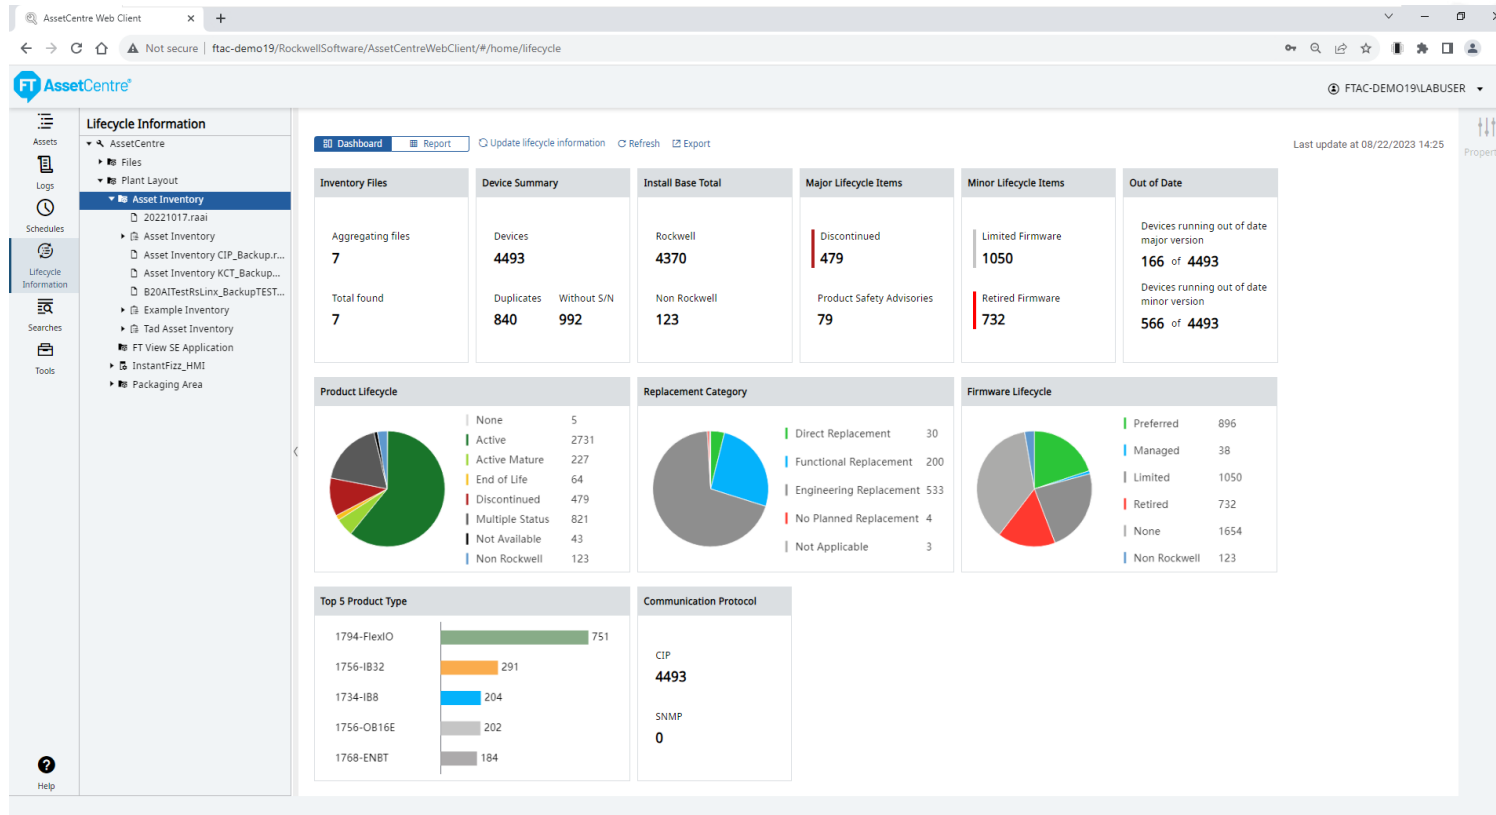 AssetCentre Web Client
Not secure | ftac-demo19/RockwellSoftware/AssetCentreWebClient/#/home/lifecycle
FT AssetCentre®
FTAC-DEMO19\LABUSER
Assets
Logs
Schedules
Lifecycle
Information
Searches
Tools
Help
Lifecycle Information
AssetCentre
Files
Plant Layout
Asset Inventory
20221017.raai
Asset Inventory
Asset Inventory CIP_Backup.r...
Asset Inventory KCT_Backup...
B20AITestRsLinx_BackupTEST...
Example Inventory
Tad Asset Inventory
FT View SE Application
InstantFizz_HMI
Packaging Area
Dashboard Report Update lifecycle information Refresh Export
Last update at 08/22/2023 14:25
Propert
Inventory Files
Aggregating files
7
Total found
7
Device Summary
Devices
4493
Duplicates Without S/N
840 992
Install Base Total
Rockwell
4370
Non Rockwell
123
Major Lifecycle Items
Discontinued
479
Product Safety Advisories
79
Minor Lifecycle Items
Limited Firmware
1050
Retired Firmware
732
Out of Date
Devices running out of date
major version
166 of 4493
Devices running out of date
minor version
566 of 4493
Product Lifecycle
None 5
Active 2731
Active Mature 227
End of Life 64
Discontinued 479
Multiple Status 821
Not Available 43
Non Rockwell 123
Replacement Category
Direct Replacement 30
Functional Replacement 200
Engineering Replacement 533
No Planned Replacement 4
Not Applicable 3
Firmware Lifecycle
Preferred 896
Managed 38
Limited 1050
Retired 732
None 1654
Non Rockwell 123
Top 5 Product Type
1794-FlexIO 751
1756-IB32 291
1734-IB8 204
1756-OB16E 202
1768-ENBT 184
Communication Protocol
CIP
4493
SNMP
0